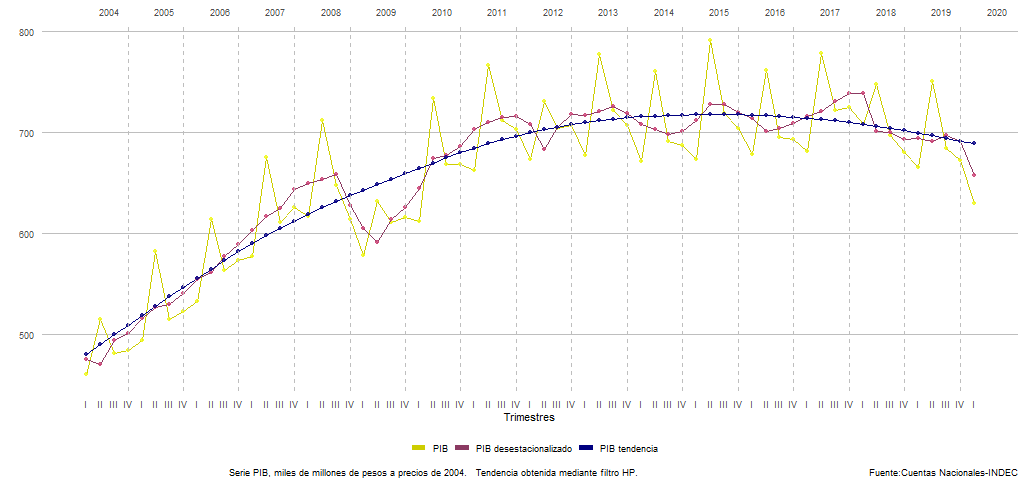 2004 2005 2006 2007 2008 2009 2010 2011 2012 2013 2014 2015 2016 2017 2018 2019 2020
800
700
600
500
I II III IV I II III IV I II III IV I II III IV I II III IV I II III IV I II III IV I II III IV I II III IV I II III IV I II III IV I II III IV I II III IV I II III IV I II III IV I II III IV I
Trimestres
PIB PIB desestacionalizado PIB tendencia
Serie PIB, miles de millones de pesos a precios de 2004. Tendencia obtenida mediante filtro HP. Fuente:Cuentas Nacionales-INDEC